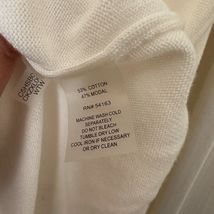 53% COTTON
47% MODAL
RN# 54163
MACHINE WASH COLD
SEPARATELY
DO NOT BLEACH
TUMBLE DRY LOW
COOL IRON IF NECESSARY
OR DRY CLEAN